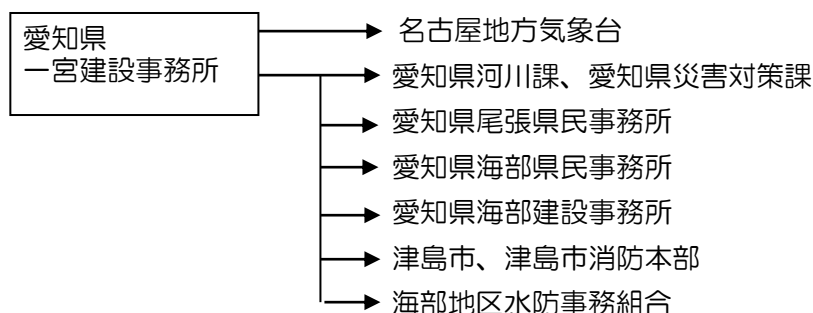 愛知県
一宮建設事務所
名古屋地方気象台
愛知県河川課、愛知県災害対策課
愛知県尾張県民事務所
愛知県海部県民事務所
愛知県海部建設事務所
津島市、津島市消防本部
海部地区水防事務組合